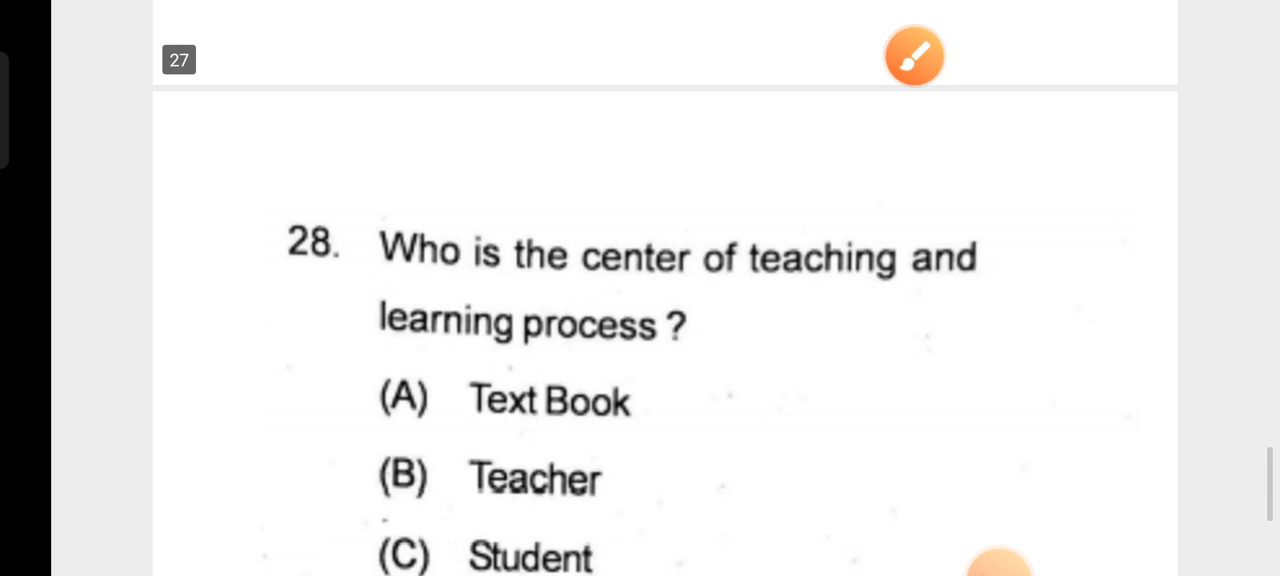 27
28. Who is the center of teaching and
learning process ?
(A) Text Book
(B) Teacher
(C) Student